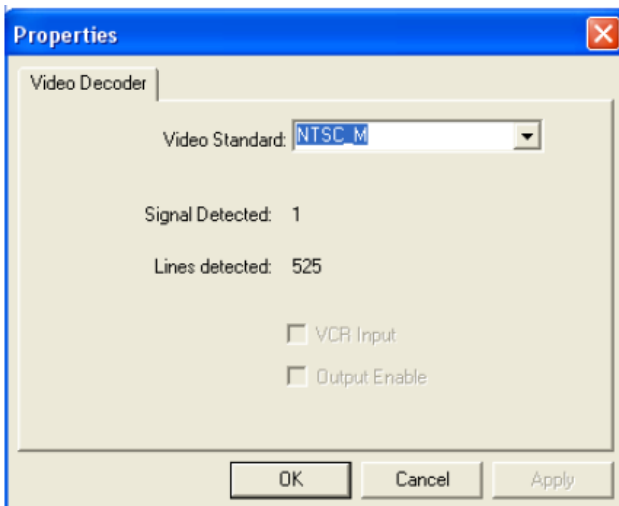 Properties
Video Decoder
Video Standard: NTSC_M
Signal Detected: 1
Lines detected: 525
VCR Input
Output Enable
OK Cancel Apply